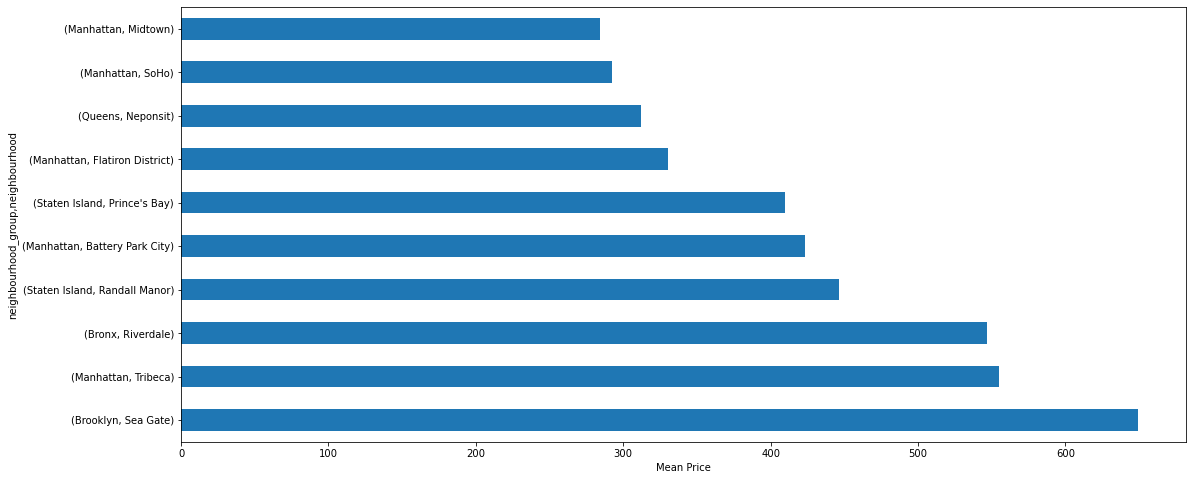 (Manhattan, Midtown)
(Manhattan, SoHo)
(Queens, Neponsit)
(Manhattan, Flatiron District)
(Staten Island, Prince's Bay)
(Manhattan, Battery Park City)
(Staten Island, Randall Manor)
(Bronx, Riverdale)
(Manhattan, Tribeca)
(Brooklyn, Sea Gate)
neighbourhood_group,neighbourhood
0 100 200 300 400 500 600
Mean Price